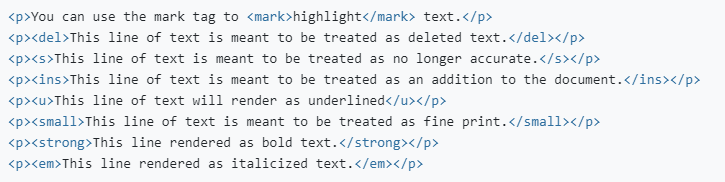 <p>You can use the mark tag to <mark>highlight</mark> text.</p>
<p><del>This line of text is meant to be treated as deleted text.</del></p>
<p><s>This line of text is meant to be treated as no longer accurate.</s></p>
<p><ins>This line of text is meant to be treated as an addition to the document.</ins></p>
<p><u>This line of text will render as underlined</u></p>
<p><small>This line of text is meant to be treated as fine print.</small></p>
<p><strong>This line rendered as bold text.</strong></p>
<p><em>This line rendered as italicized text.</em></p>